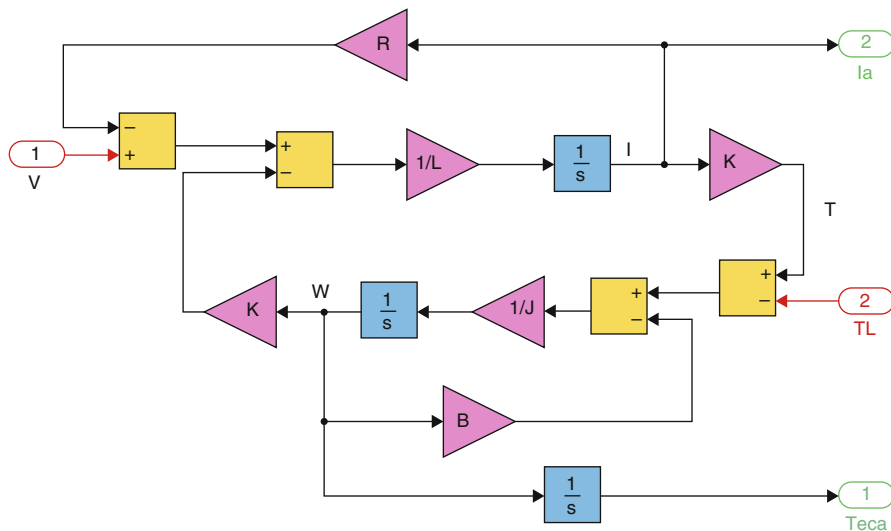 R
2
Ia
−
+
1
V
+
−
1/L
1
s
I
K
T
+
−
2
TL
+
−
1/J
1
s
W
K
B
1
s
1
Teca